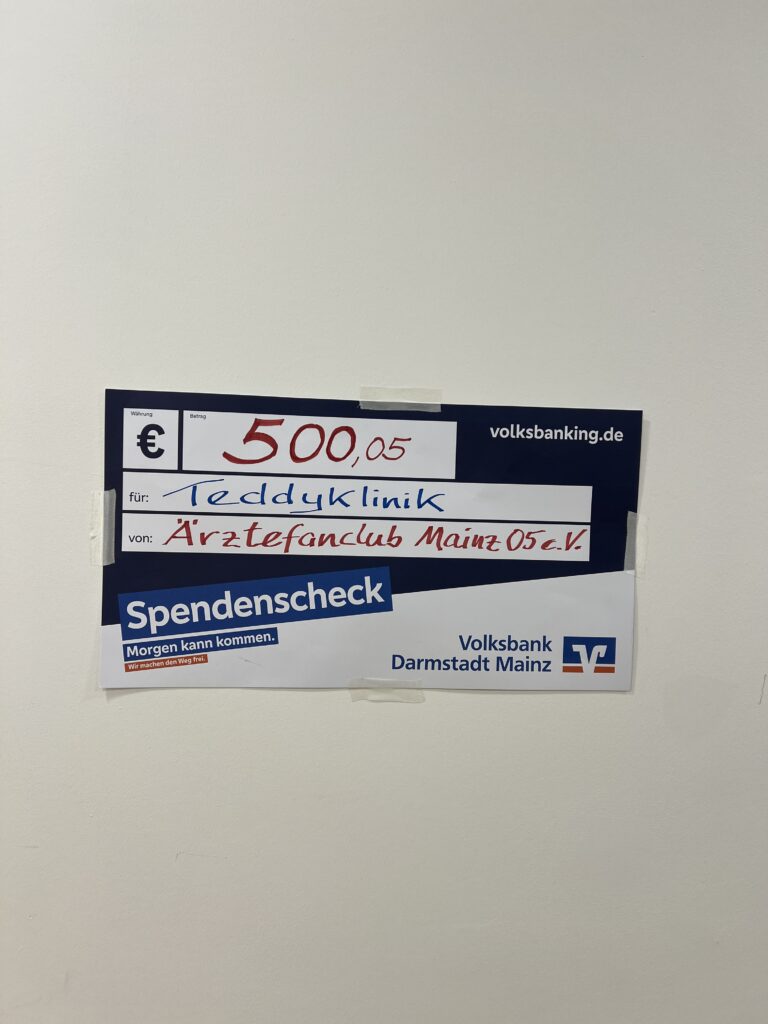 Währung
€
Betrag
500,05
volksbanking.de
für: Teddyklinik
von: Ärztefanclub Mainz 05 e.V.
Spendenscheck
Morgen kann kommen.
Wir machen den Weg frei.
Volksbank
Darmstadt Mainz